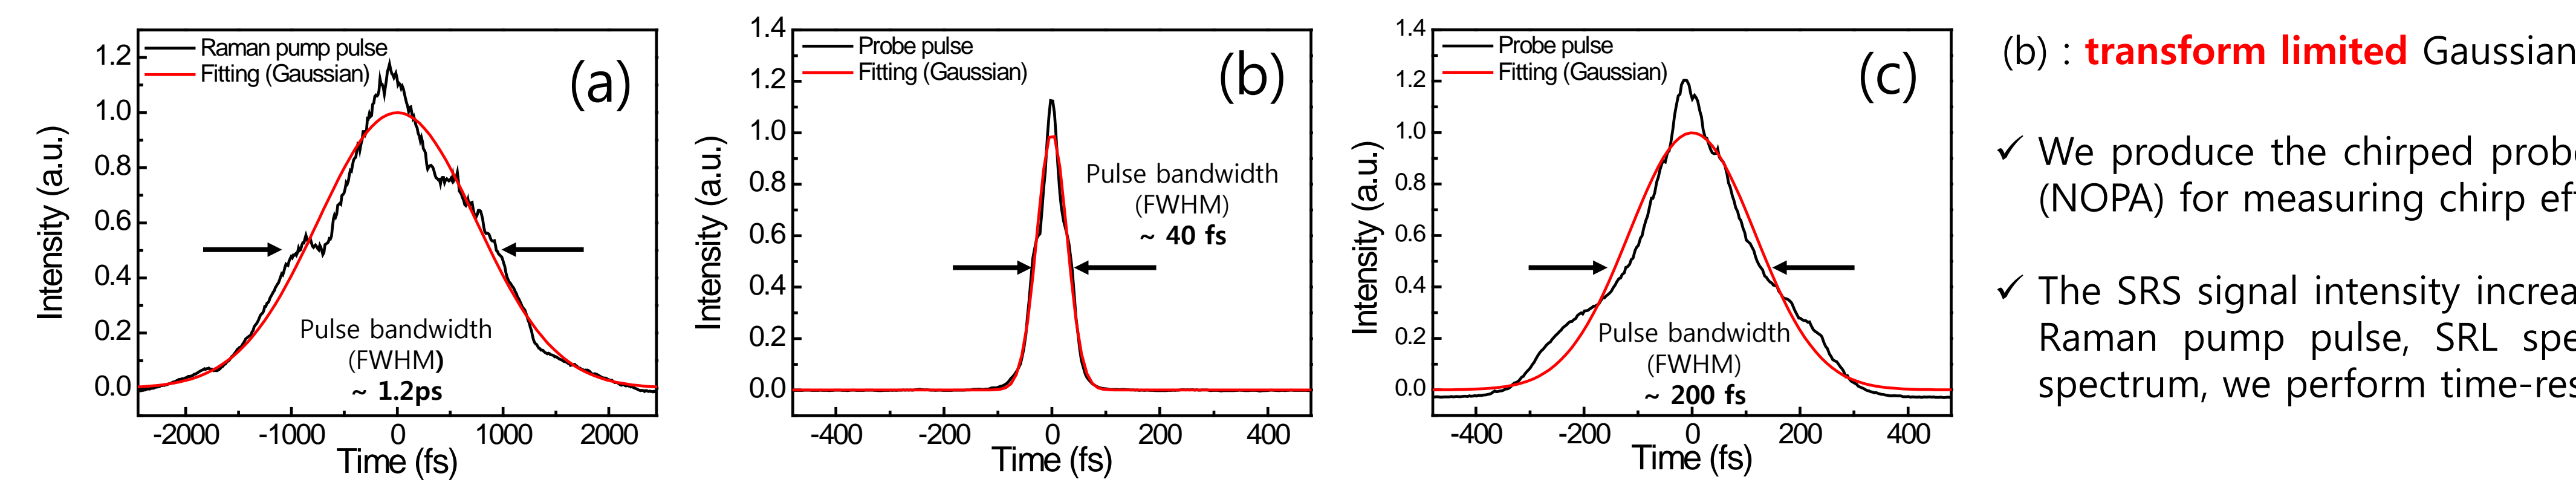 Raman pump pulse
Fitting (Gaussian)
(a)
Intensity (a.u.)
1.2
1.0
0.8
0.6
0.4
0.2
0.0
Pulse bandwidth
(FWHM)
~ 1.2ps
-2000 -1000 0 1000 2000
Time (fs)
Probe pulse
Fitting (Gaussian)
(b)
Intensity (a.u.)
1.4
1.2
1.0
0.8
0.6
0.4
0.2
0.0
Pulse bandwidth
(FWHM)
~ 40 fs
-400 -200 0 200 400
Time (fs)
Probe pulse
Fitting (Gaussian)
(c)
Intensity (a.u.)
1.4
1.2
1.0
0.8
0.6
0.4
0.2
0.0
Pulse bandwidth
(FWHM)
~ 200 fs
-400 -200 0 200 400
Time (fs)
(b) : transform limited Gaussian
✓ We produce the chirped probe
(NOPA) for measuring chirp ef
✓ The SRS signal intensity increa
Raman pump pulse, SRL spe
spectrum, we perform time-res